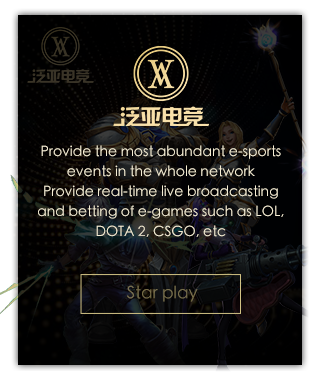 泛亚电竞
泛亚电竞
Provide the most abundant e-sports
events in the whole network
Provide real-time live broadcasting
and betting of e-games such as LOL,
DOTA 2, CSGO, etc
Star play